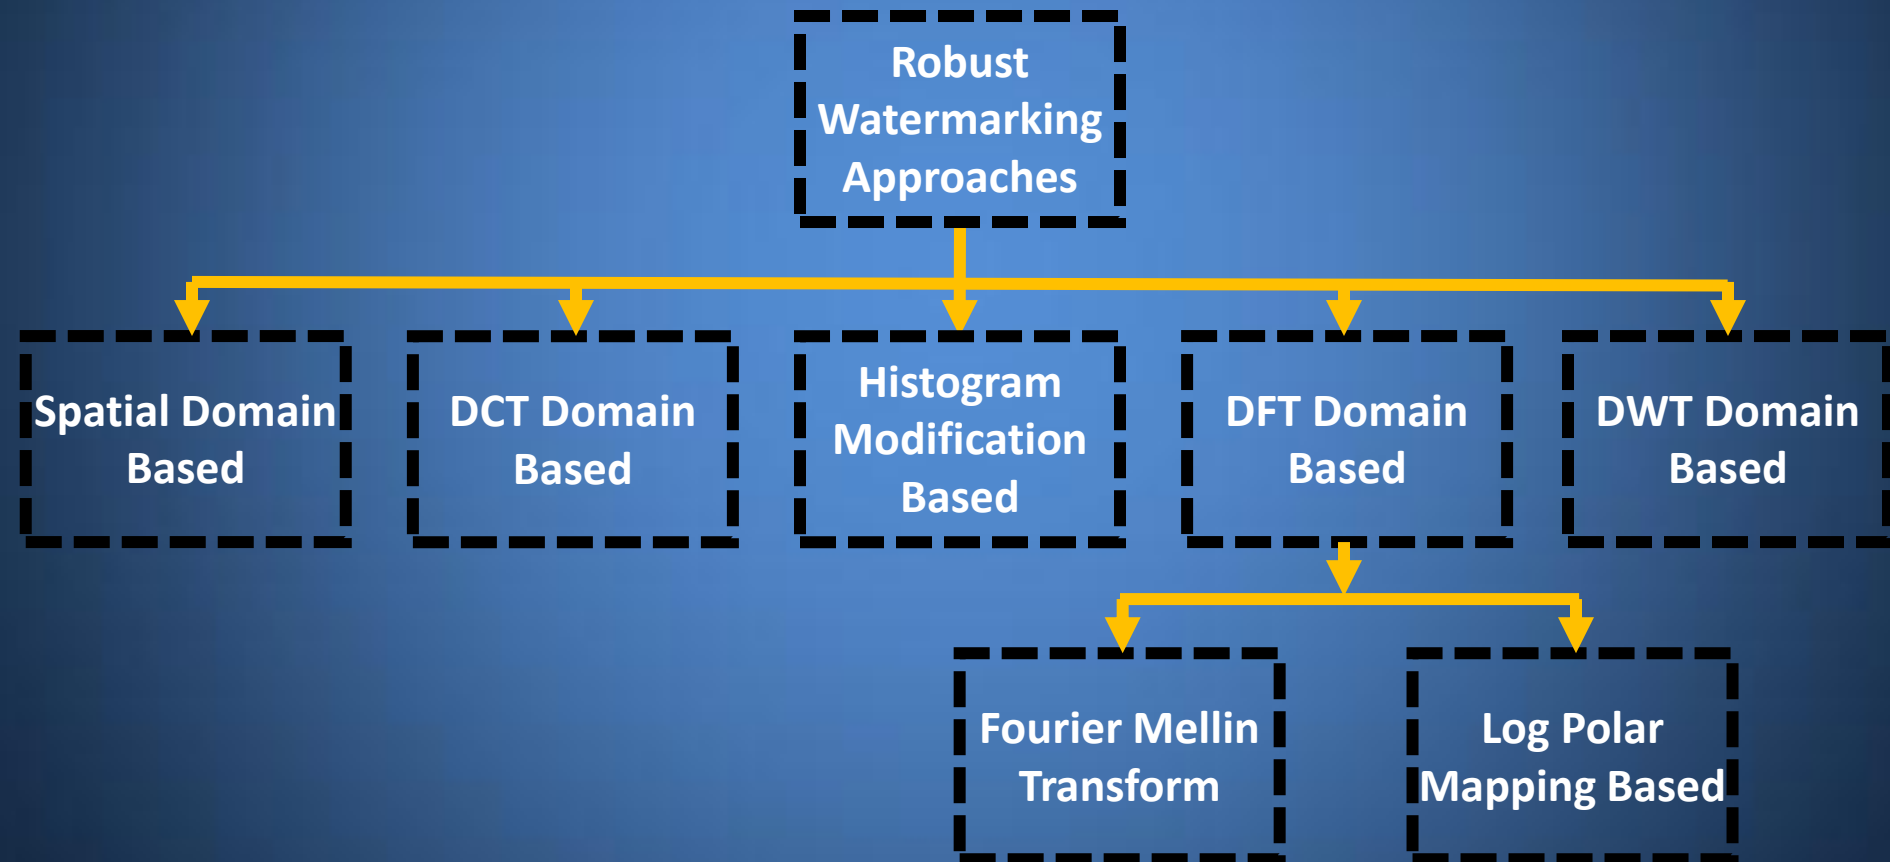 Robust
Watermarking
Approaches
Spatial Domain
Based
DCT Domain
Based
Histogram
Modification
Based
DFT Domain
Based
DWT Domain
Based
Fourier Mellin
Transform
Log Polar
Mapping Based